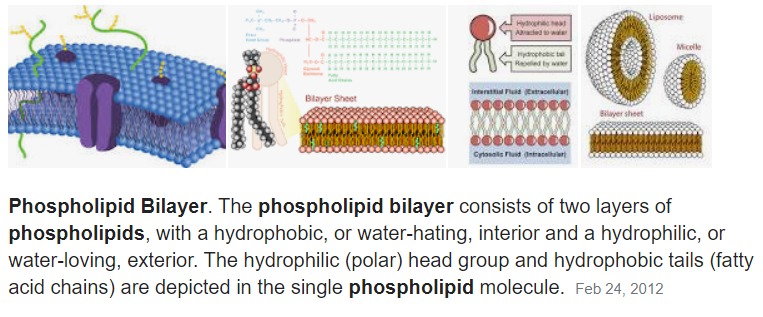 Bilayer Sheet
Hydrophilic head
Attracted to water
Hydrophobic tail
Repelled by water
Interstitial Fluid (Extracellular)
Cytosolic Fluid (Intracellular)
Liposome
Micelle
Bilayer sheet
Phospholipid Bilayer. The phospholipid bilayer consists of two layers of
phospholipids, with a hydrophobic, or water-hating, interior and a hydrophilic, or
water-loving, exterior. The hydrophilic (polar) head group and hydrophobic tails (fatty
acid chains) are depicted in the single phospholipid molecule. Feb 24, 2012